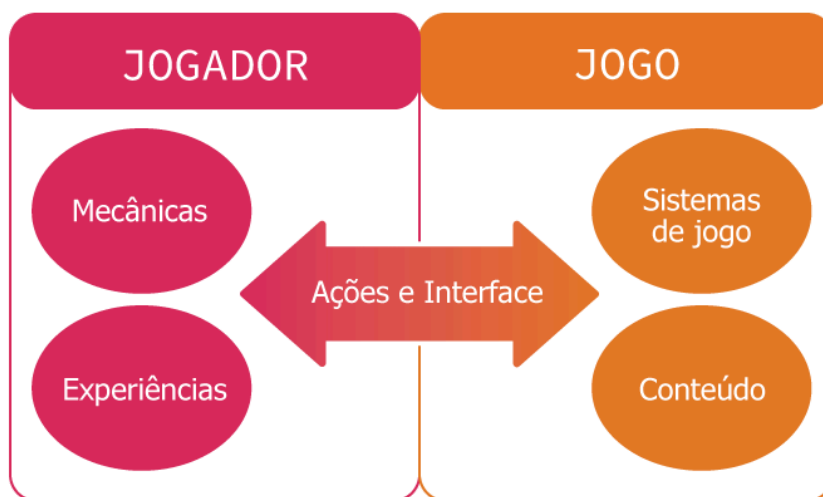 JOGADOR
JOGO
Mecânicas
Experiências
Ações e Interface
Sistemas
de jogo
Conteúdo